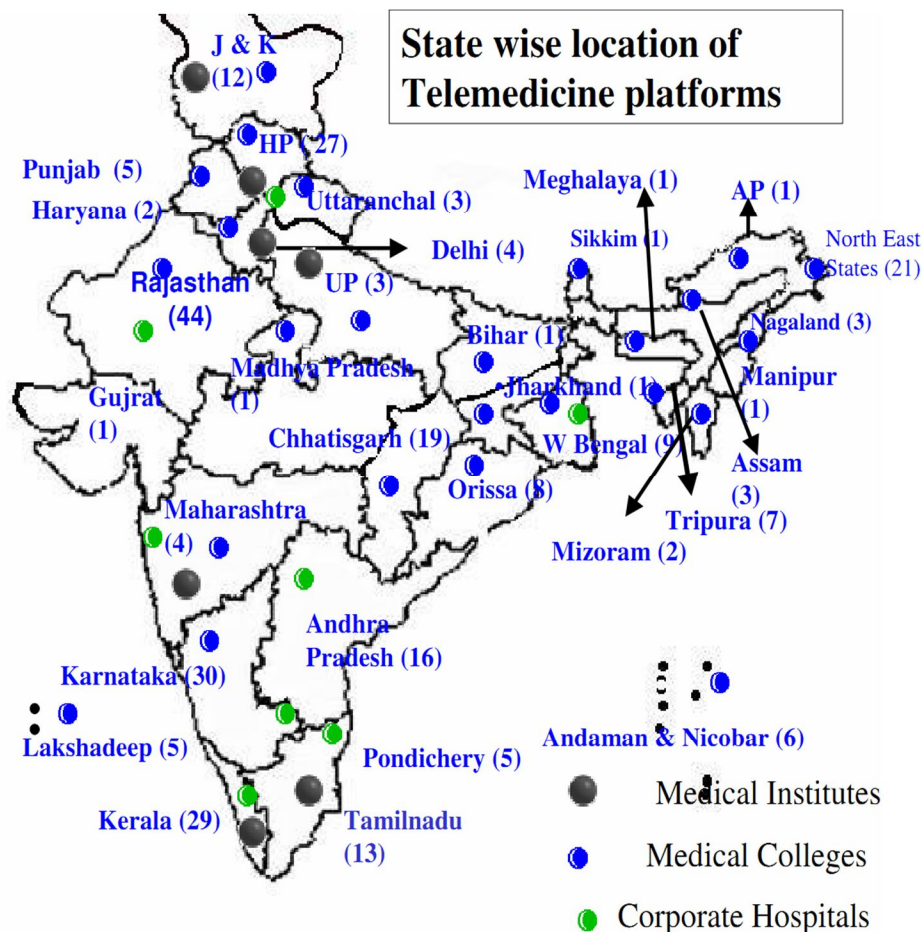 State wise location of
Telemedicine platforms
J & K
(12)
HP ( 27)
Punjab (5)
Uttaranchal (3)
Haryana (2)
Delhi (4)
Meghalaya (1)
AP (1)
Sikkim (1)
North East
States (21)
Rajasthan
(44)
UP (3)
Bihar (1)
Nagaland (3)
Madhya Pradesh
(1)
Jharkhand (1)
Manipur
(1)
Gujrat
(1)
Chhatisgarh (19)
W Bengal (9)
Assam
(3)
Orissa (8)
Tripura (7)
Mizoram (2)
Maharashtra
(4)
Andhra
Pradesh (16)
Karnataka (30)
Lakshadeep (5)
Pondichery (5)
Andaman & Nicobar (6)
Kerala (29)
Tamilnadu
(13)
Medical Institutes
Medical Colleges
Corporate Hospitals